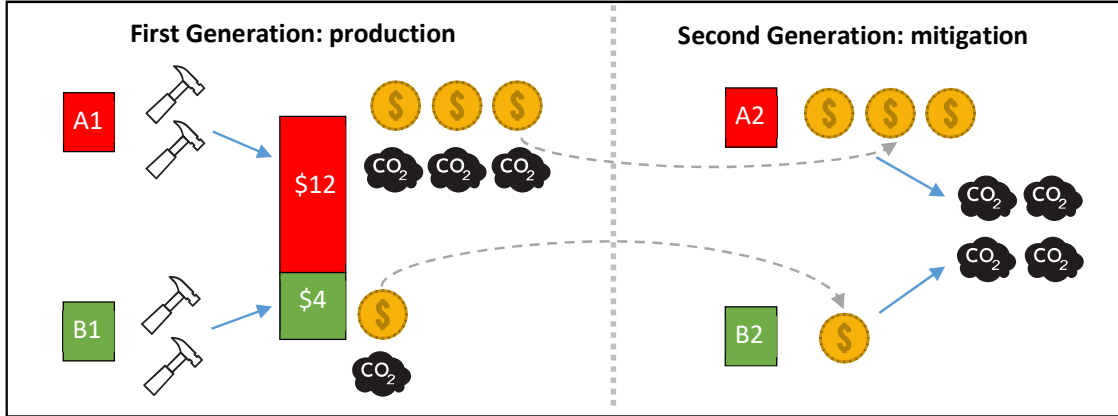 First Generation: production
Second Generation: mitigation
A1
$ $ $
CO2 CO2 CO2
$12
A2
$ $ $
CO2 CO2
CO2 CO2
B1
$4
$
CO2
B2
$